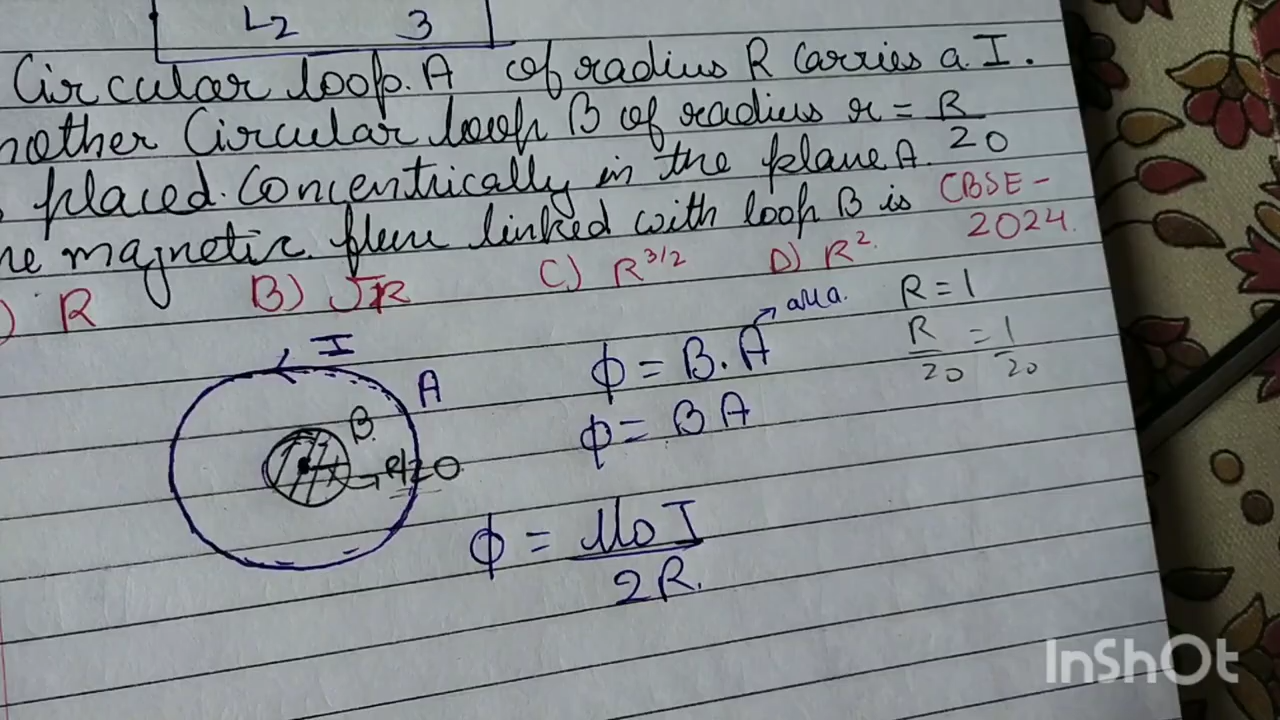 L2 3
Circular loop. A of radius R Carries a I.
nother Circular loop B of radius r = R/20
placed. Concentrically in the plane A.
he magnetic flux linked with loop B is CBSE-2024.
) R B) √R C) R^3/2 D) R².
I
A
B.
R/20
ϕ = B.A → area.
ϕ = BA
ϕ = μ0 I / 2R.
R = 1
R/20 = 1/20
InShOt